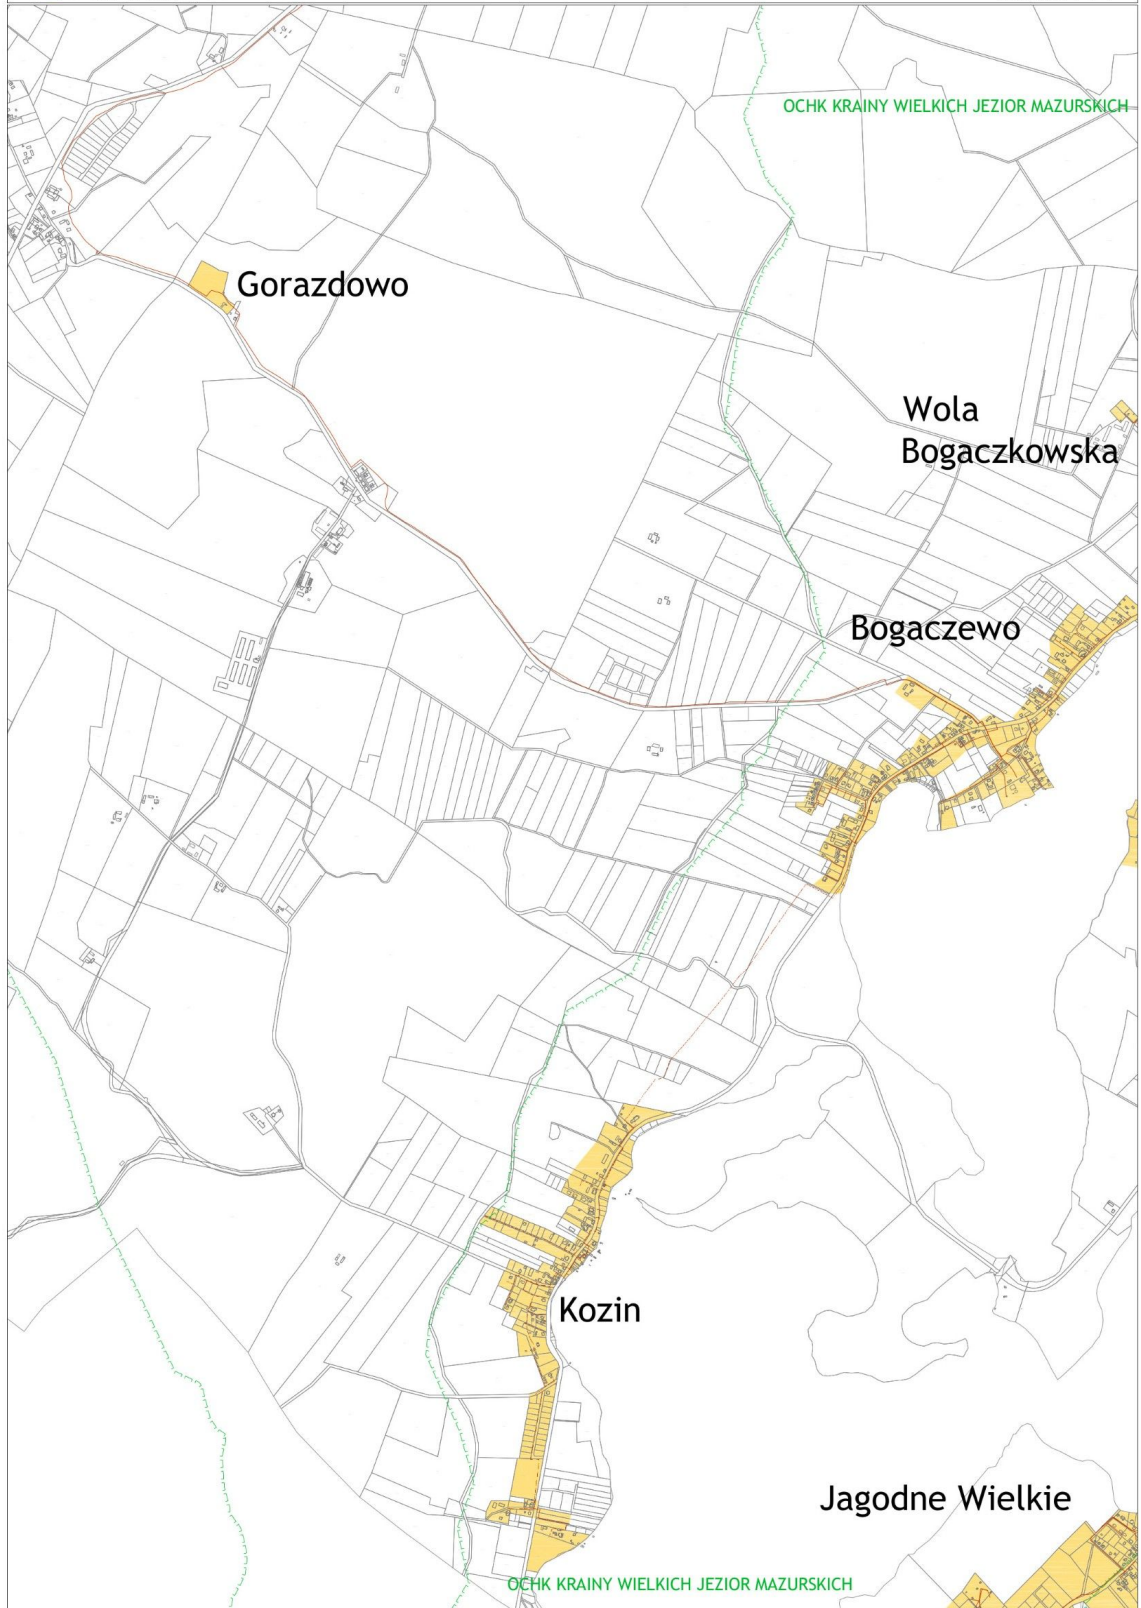 OCHK KRAINY WIELKICH JEZIOR MAZURSKICH
Gorazdowo
Wola
Bogaczkowska
Bogaczewo
Kozin
Jagodne Wielkie
OCHK KRAINY WIELKICH JEZIOR MAZURSKICH